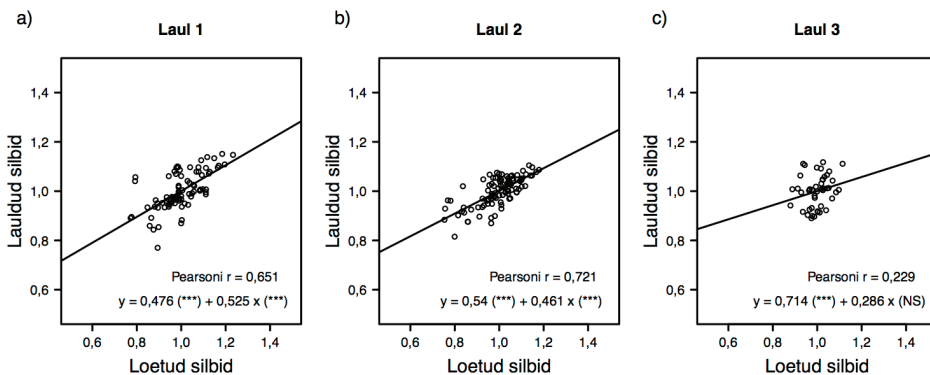 a)
Laul 1
Lauldud silbid
1,4
1,2
1,0
0,8
0,6
Pearsoni r = 0,651
y = 0,476 (***) + 0,525 x (***)
0,6 0,8 1,0 1,2 1,4
Loetud silbid
b)
Laul 2
Lauldud silbid
1,4
1,2
1,0
0,8
0,6
Pearsoni r = 0,721
y = 0,54 (***) + 0,461 x (***)
0,6 0,8 1,0 1,2 1,4
Loetud silbid
c)
Laul 3
Lauldud silbid
1,4
1,2
1,0
0,8
0,6
Pearsoni r = 0,229
y = 0,714 (***) + 0,286 x (NS)
0,6 0,8 1,0 1,2 1,4
Loetud silbid